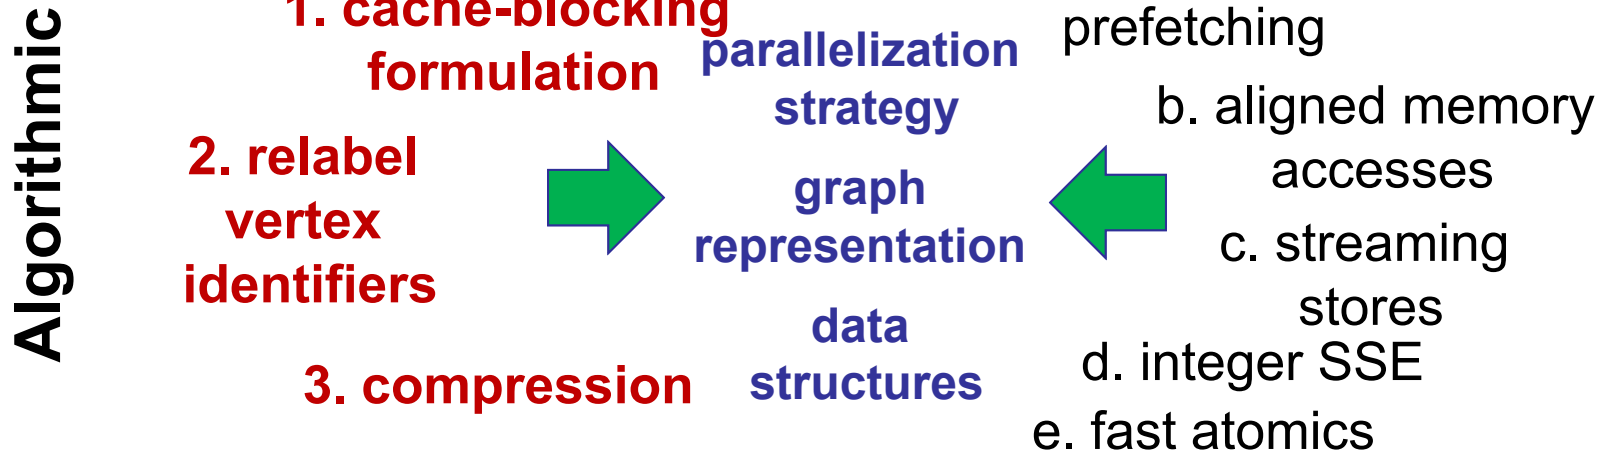 Algorithmic
1. cache-blocking
formulation
2. relabel
vertex
identifiers
3. compression
parallelization
strategy
graph
representation
data
structures
prefetching
b. aligned memory
accesses
c. streaming
stores
d. integer SSE
e. fast atomics